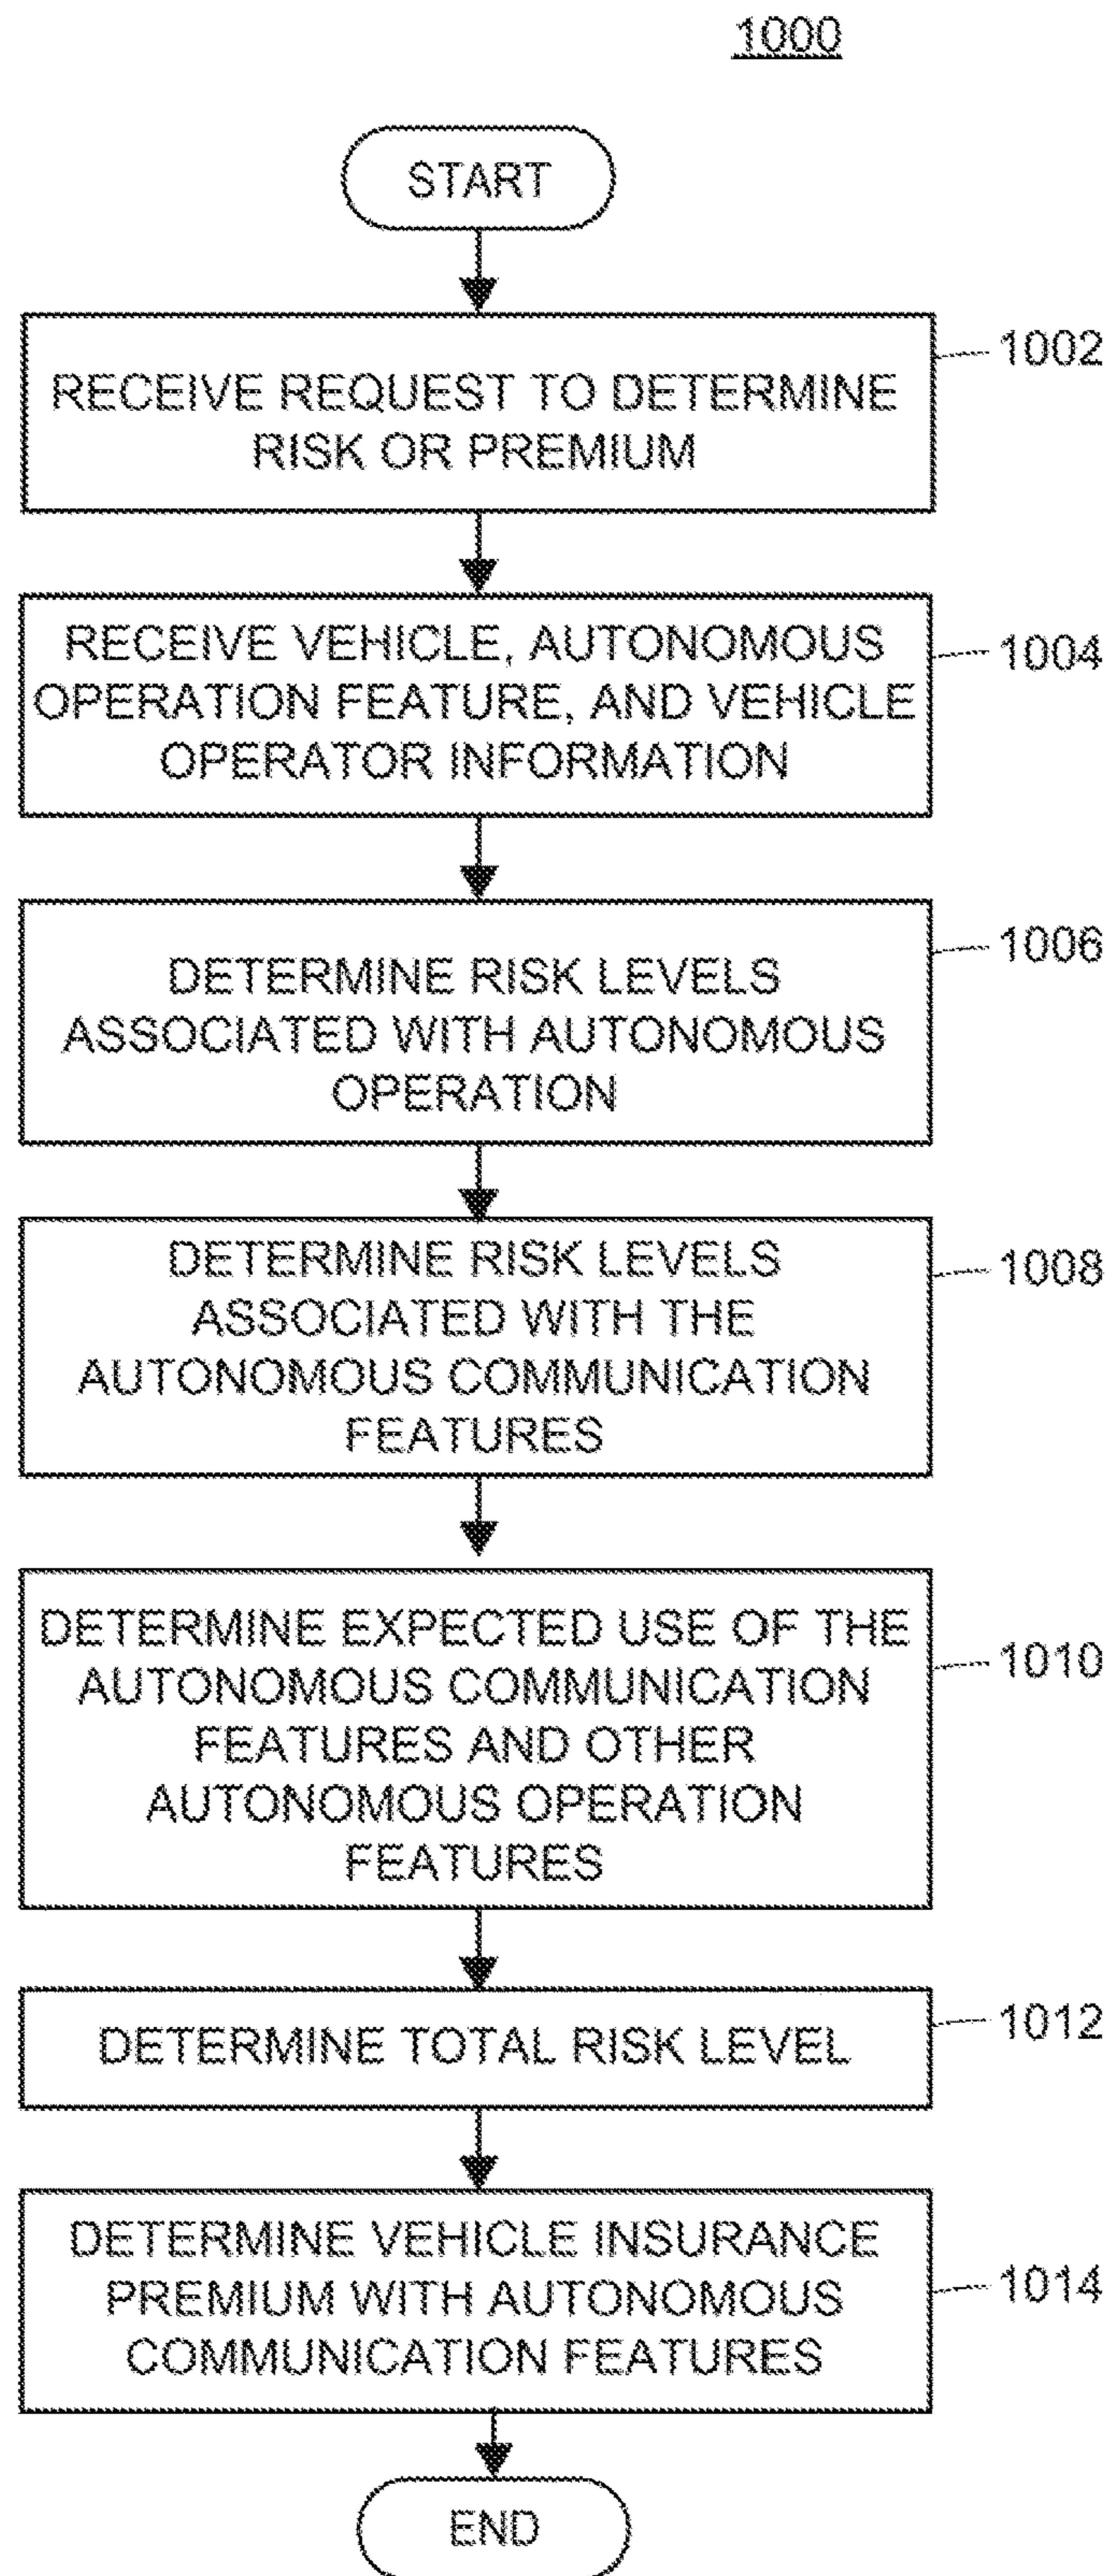 1000
START
RECEIVE REQUEST TO DETERMINE
RISK OR PREMIUM
1002
RECEIVE VEHICLE, AUTONOMOUS
OPERATION FEATURE, AND VEHICLE
OPERATOR INFORMATION
1004
DETERMINE RISK LEVELS
ASSOCIATED WITH AUTONOMOUS
OPERATION
1006
DETERMINE RISK LEVELS
ASSOCIATED WITH THE
AUTONOMOUS COMMUNICATION
FEATURES
1008
DETERMINE EXPECTED USE OF THE
AUTONOMOUS COMMUNICATION
FEATURES AND OTHER
AUTONOMOUS OPERATION
FEATURES
1010
DETERMINE TOTAL RISK LEVEL
1012
DETERMINE VEHICLE INSURANCE
PREMIUM WITH AUTONOMOUS
COMMUNICATION FEATURES
1014
END